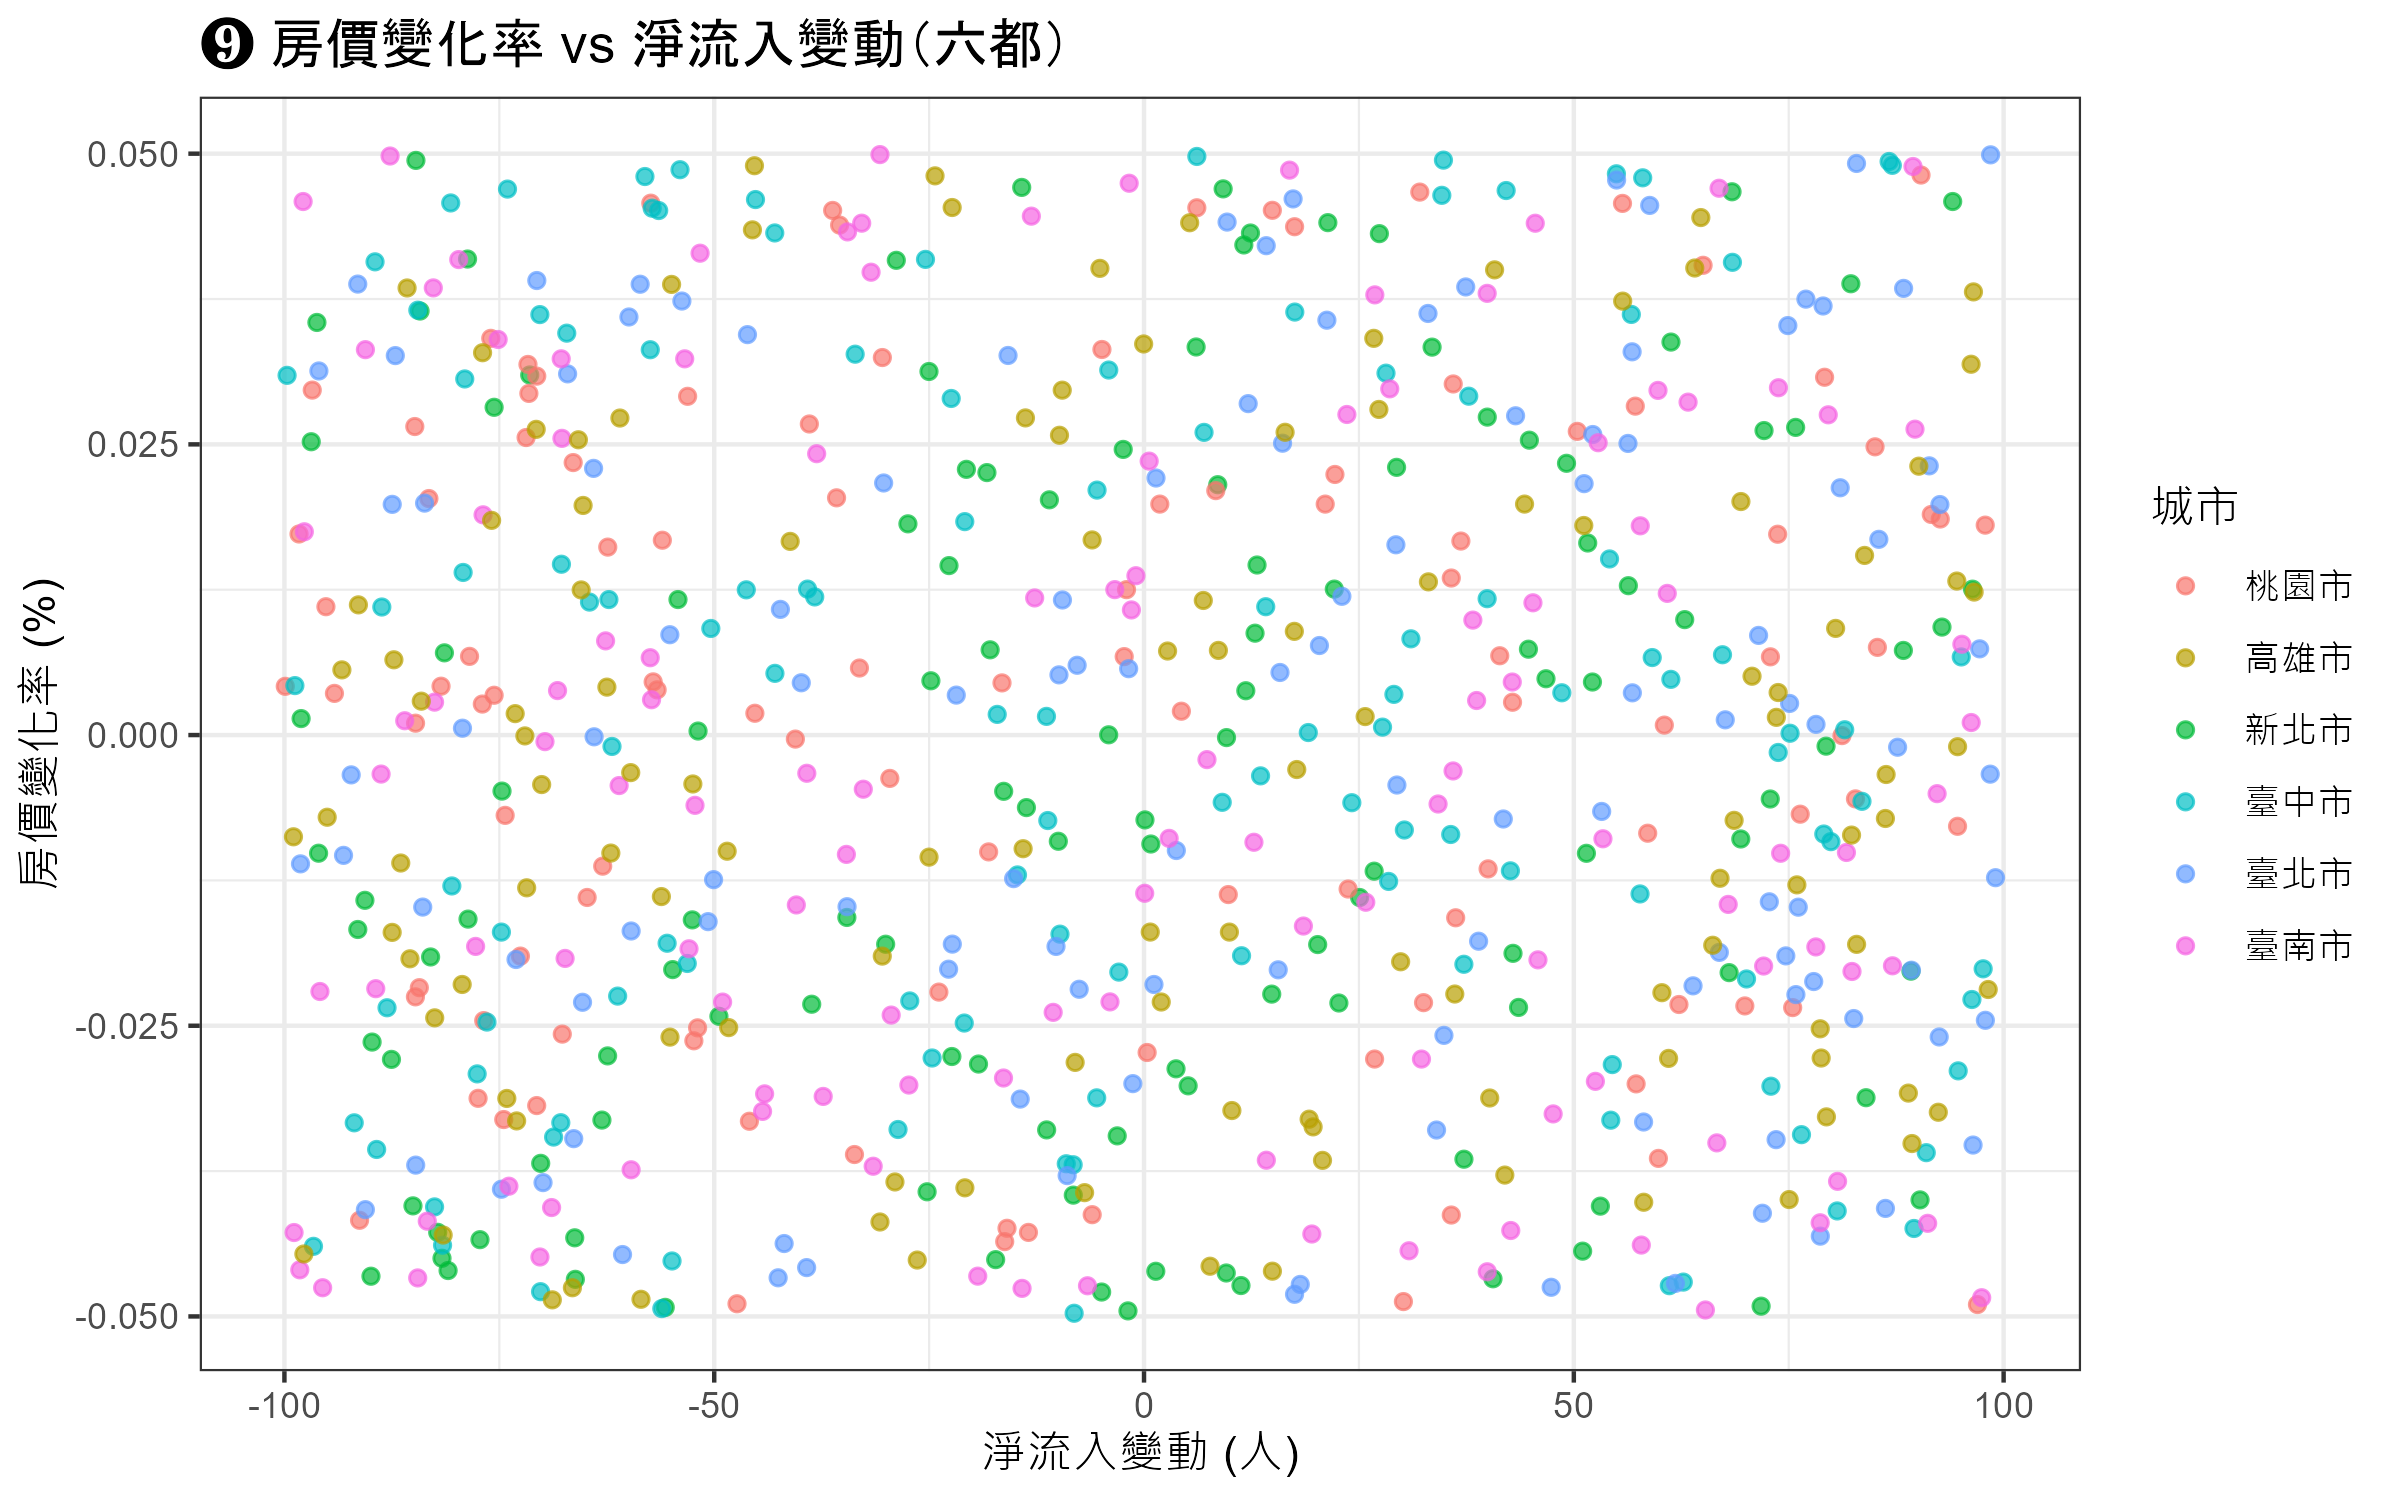 ❾ 房價變化率 vs 淨流入變動(六都)
房價變化率 (%)
0.050
0.025
0.000
-0.025
-0.050
-100
-50
0
50
100
淨流入變動 (人)
城市
桃園市
高雄市
新北市
臺中市
臺北市
臺南市